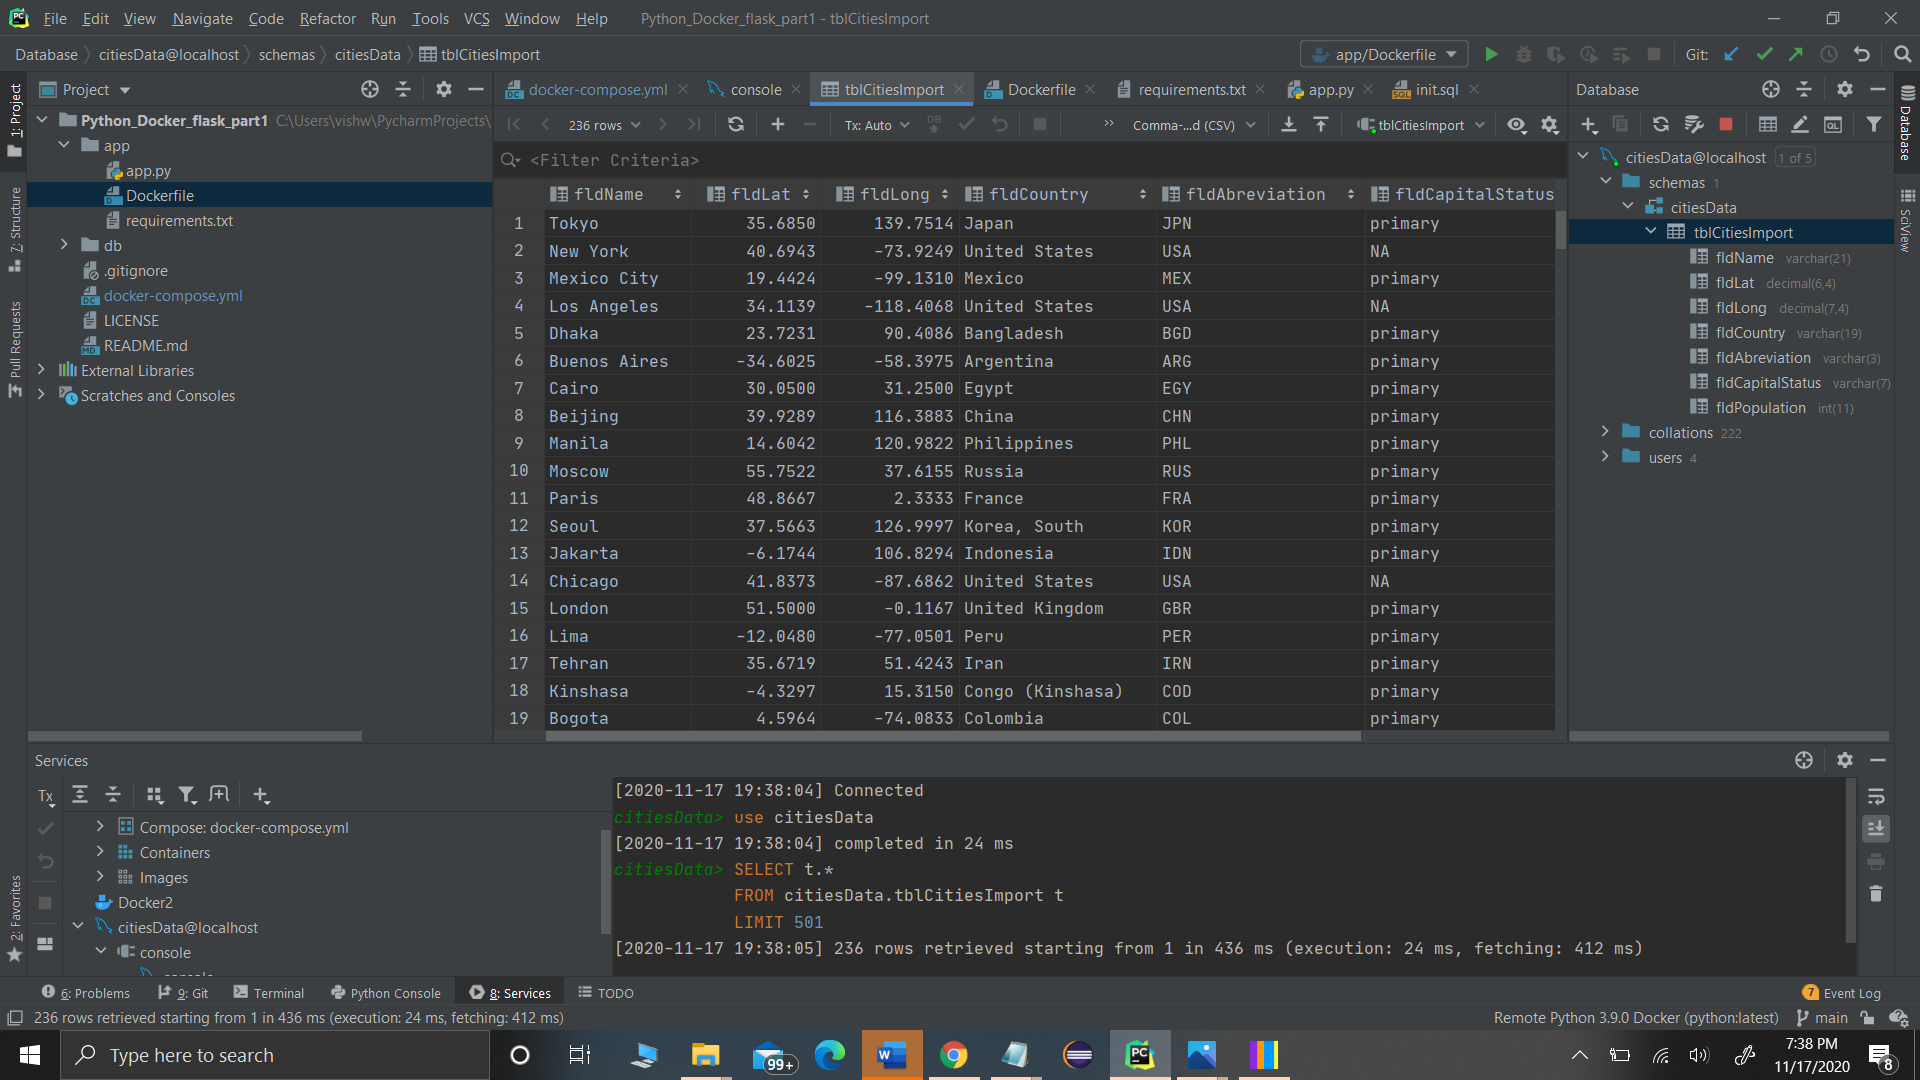 File Edit View Navigate Code Refactor Run Tools VCS Window Help Python_Docker_flask_part1 - tblCitiesImport
Database citiesData@localhost schemas citiesData tblCitiesImport app/Dockerfile Git:
Project
docker-compose.yml console tblCitiesImport Dockerfile requirements.txt app.py init.sql
Database
1: Project
7: Structure
Pull Requests
2: Favorites
Python_Docker_flask_part1 C:\Users\vishw\PycharmProjects\
app
app.py
Dockerfile
requirements.txt
db
.gitignore
docker-compose.yml
LICENSE
README.md
External Libraries
Scratches and Consoles
236 rows Tx: Auto DB Comma-...d (CSV) tblCitiesImport
<Filter Criteria>
fldName fldLat fldLong fldCountry fldAbreviation fldCapitalStatus
1 Tokyo 35.6850 139.7514 Japan JPN primary
2 New York 40.6943 -73.9249 United States USA NA
3 Mexico City 19.4424 -99.1310 Mexico MEX primary
4 Los Angeles 34.1139 -118.4068 United States USA NA
5 Dhaka 23.7231 90.4086 Bangladesh BGD primary
6 Buenos Aires -34.6025 -58.3975 Argentina ARG primary
7 Cairo 30.0500 31.2500 Egypt EGY primary
8 Beijing 39.9289 116.3883 China CHN primary
9 Manila 14.6042 120.9822 Philippines PHL primary
10 Moscow 55.7522 37.6155 Russia RUS primary
11 Paris 48.8667 2.3333 France FRA primary
12 Seoul 37.5663 126.9997 Korea, South KOR primary
13 Jakarta -6.1744 106.8294 Indonesia IDN primary
14 Chicago 41.8373 -87.6862 United States USA NA
15 London 51.5000 -0.1167 United Kingdom GBR primary
16 Lima -12.0480 -77.0501 Peru PER primary
17 Tehran 35.6719 51.4243 Iran IRN primary
18 Kinshasa -4.3297 15.3150 Congo (Kinshasa) COD primary
19 Bogota 4.5964 -74.0833 Colombia COL primary
QL
citiesData@localhost 1 of 5
schemas 1
citiesData
tblCitiesImport
fldName varchar(21)
fldLat decimal(6,4)
fldLong decimal(7,4)
fldCountry varchar(19)
fldAbreviation varchar(3)
fldCapitalStatus varchar(7)
fldPopulation int(11)
collations 222
users 4
Database
SciView
Services
Tx
Compose: docker-compose.yml
Containers
Images
Docker2
citiesData@localhost
console
console
[2020-11-17 19:38:04] Connected
citiesData> use citiesData
[2020-11-17 19:38:04] completed in 24 ms
citiesData> SELECT t.*
FROM citiesData.tblCitiesImport t
LIMIT 501
[2020-11-17 19:38:05] 236 rows retrieved starting from 1 in 436 ms (execution: 24 ms, fetching: 412 ms)
6: Problems 9: Git Terminal Python Console 8: Services TODO 7 Event Log
236 rows retrieved starting from 1 in 436 ms (execution: 24 ms, fetching: 412 ms) Remote Python 3.9.0 Docker (python:latest) main
Type here to search 99+ W PC 7:38 PM
11/17/2020 8